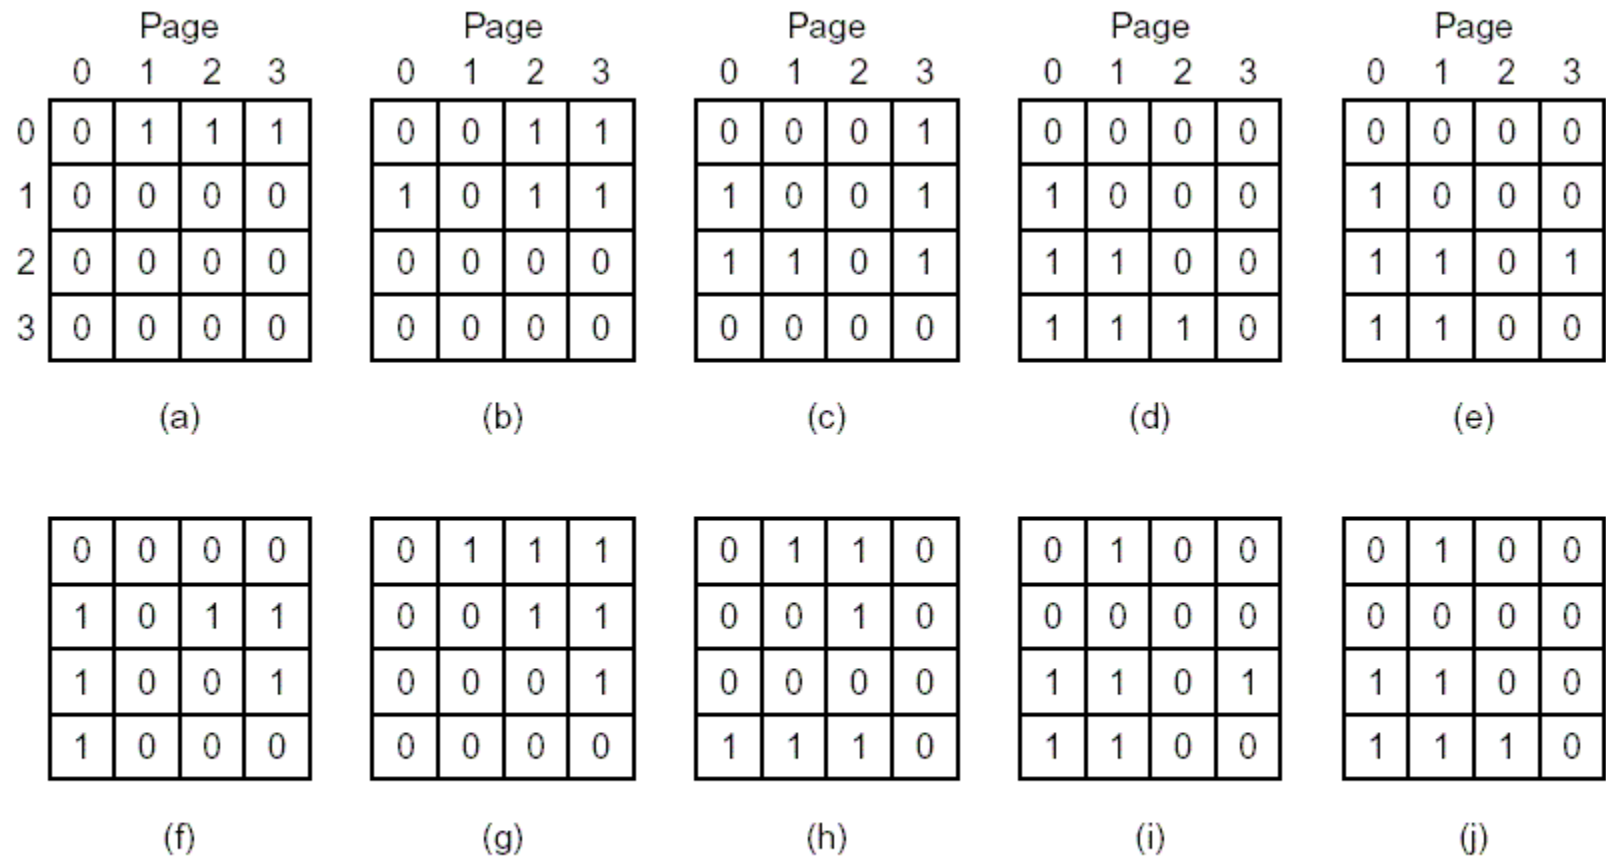 Page Page Page Page Page
0 1 2 3 0 1 2 3 0 1 2 3 0 1 2 3 0 1 2 3
0 0 1 1 1 0 0 1 1 0 0 0 1 0 0 0 0 0 0 0 0
1 0 0 0 0 1 0 1 1 1 0 0 1 1 0 0 0 1 0 0 0
2 0 0 0 0 0 0 0 0 1 1 0 1 1 1 0 0 1 1 0 1
3 0 0 0 0 0 0 0 0 0 0 0 0 1 1 1 0 1 1 0 0
(a) (b) (c) (d) (e)
0 0 0 0 0 1 1 1 0 1 1 0 0 1 0 0 0 1 0 0
1 0 1 1 0 0 1 1 0 0 1 0 0 0 0 0 0 0 0 0
1 0 0 1 0 0 0 1 0 0 0 0 1 1 0 1 1 1 0 0
1 0 0 0 0 0 0 0 1 1 1 0 1 1 0 0 1 1 1 0
(f) (g) (h) (i) (j)